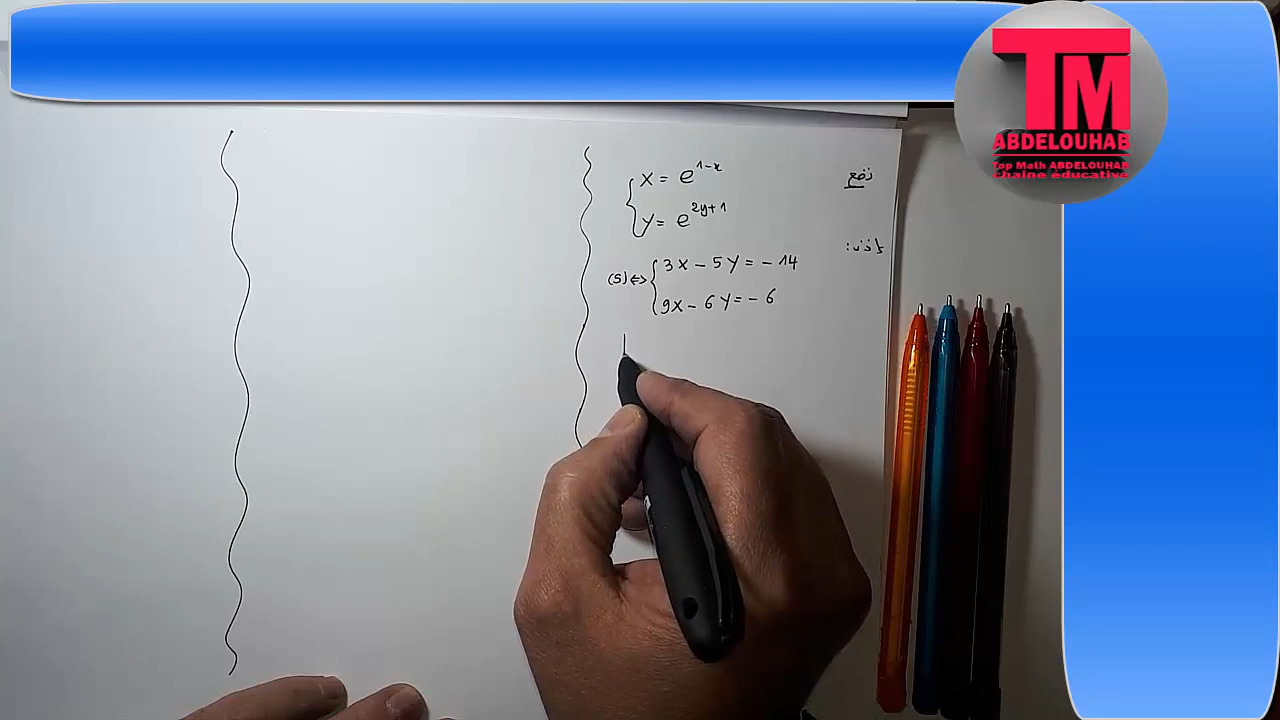 TM
ABDELOUHAB
Top Math ABDELOUHAB
chaine éducative
نضع
X = e^{1-x}
Y = e^{2y+1}
إذن:
(S) ⇔ { 3X - 5Y = -14
9X - 6Y = -6